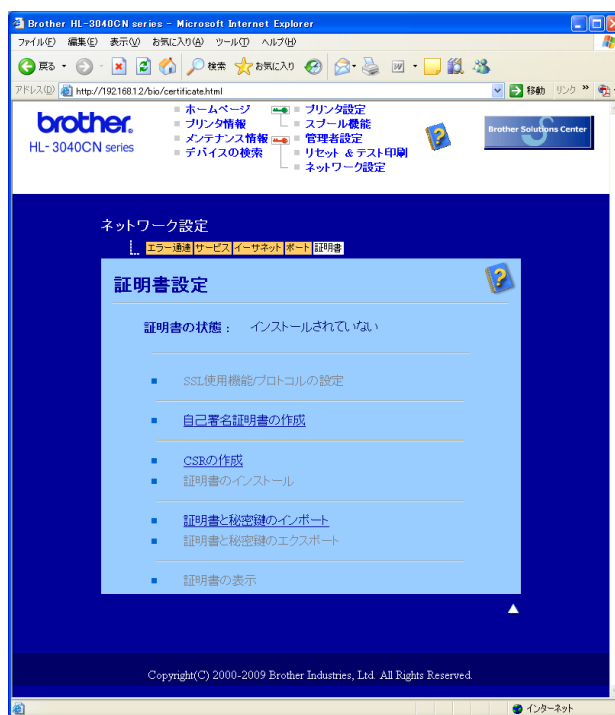 Brother HL-3040CN series - Microsoft Internet Explorer
ファイル(F) 編集(E) 表示(V) お気に入り(A) ツール(T) ヘルプ(H)
戻る 検索 お気に入り
アドレス(D) http://192.168.1.2/bio/certificate.html 移動 リンク »
brother.
HL-3040CN series
ホームページ
プリンタ情報
メンテナンス情報
デバイスの検索
プリンタ設定
スプール機能
管理者設定
リセット & テスト印刷
ネットワーク設定
Brother Solutions Center
ネットワーク設定
エラー通達 サービス イーサネット ポート 証明書
証明書設定
証明書の状態 : インストールされていない
SSL使用機能/プロトコルの設定
自己署名証明書の作成
CSRの作成
証明書のインストール
証明書と秘密鍵のインポート
証明書と秘密鍵のエクスポート
証明書の表示
Copyright(C) 2000-2009 Brother Industries, Ltd. All Rights Reserved.
インターネット